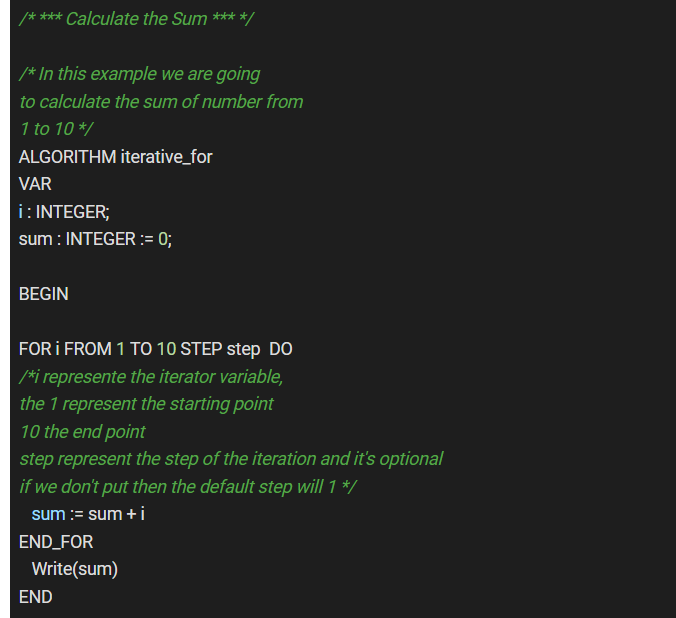 /* *** Calculate the Sum *** */
/* In this example we are going
to calculate the sum of number from
1 to 10 */
ALGORITHM iterative_for
VAR
i : INTEGER;
sum : INTEGER := 0;
BEGIN
FOR i FROM 1 TO 10 STEP step  DO
/*i represente the iterator variable,
the 1 represent the starting point
10 the end point
step represent the step of the iteration and it's optional
if we don't put then the default step will 1 */
sum := sum + i
END_FOR
Write(sum)
END